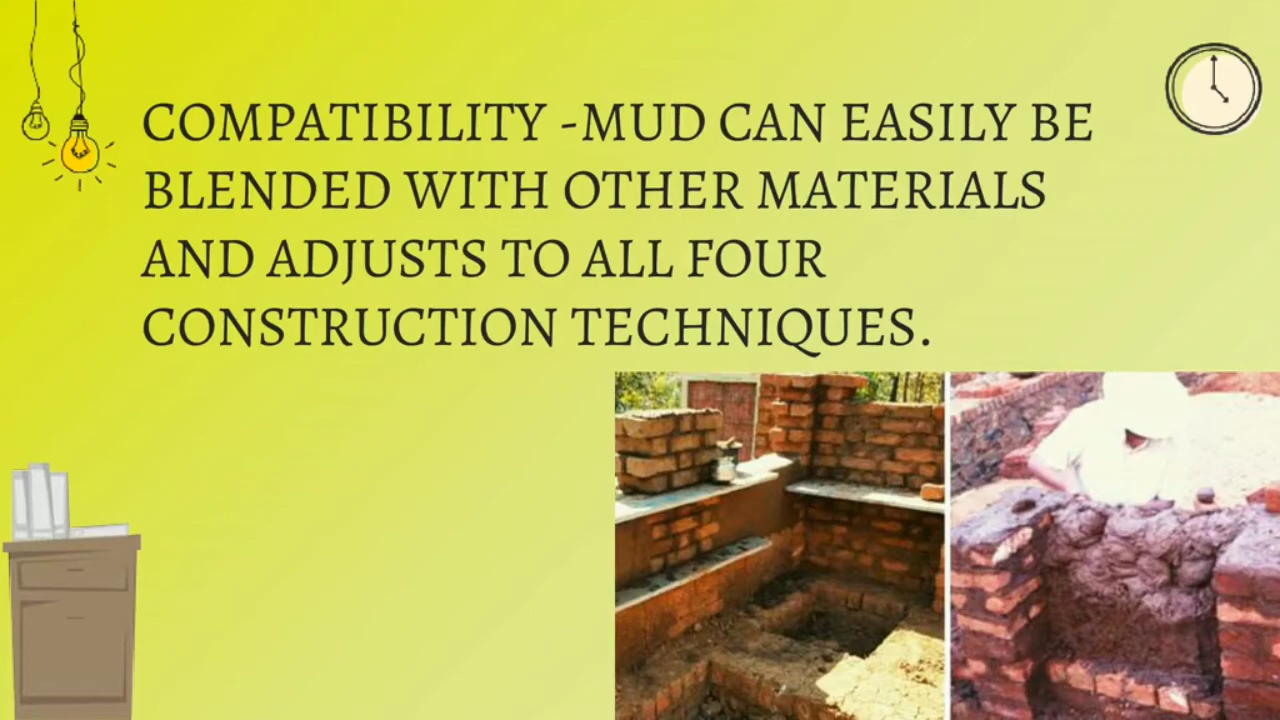 COMPATIBILITY -MUD CAN EASILY BE
BLENDED WITH OTHER MATERIALS
AND ADJUSTS TO ALL FOUR
CONSTRUCTION TECHNIQUES.